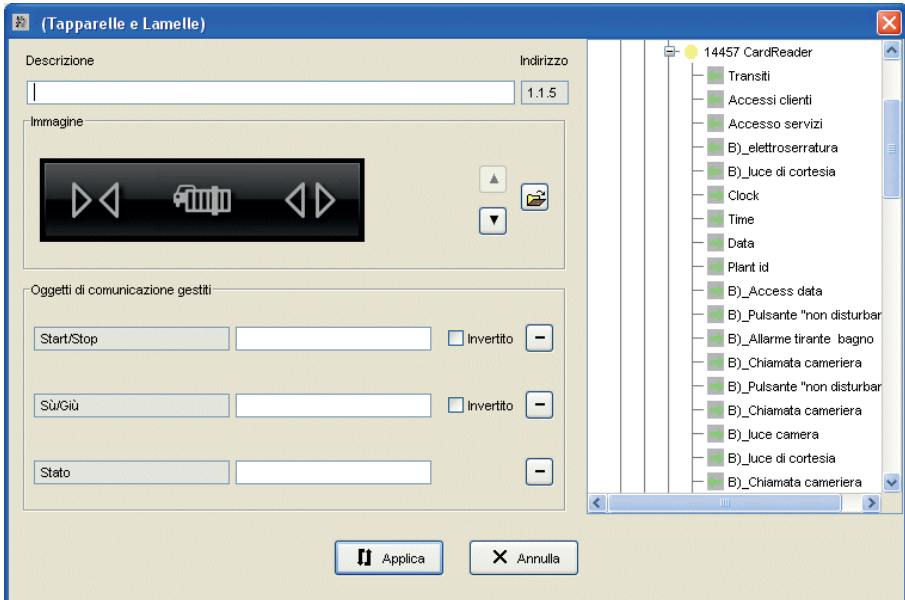 (Tapparelle e Lamelle)
Descrizione
Indirizzo
1.1.5
Immagine
Oggetti di comunicazione gestiti
Start/Stop
Invertito
Sù/Giù
Invertito
Stato
Applica
Annulla
14457 CardReader
Transiti
Accessi clienti
Accesso servizi
B)_elettroserratura
B)_luce di cortesia
Clock
Time
Data
Plant id
B)_Access data
B)_Pulsante "non disturbar
B)_Allarme tirante bagno
B)_Chiamata cameriera
B)_Pulsante "non disturbar
B)_Chiamata cameriera
B)_luce camera
B)_luce di cortesia
B)_Chiamata cameriera